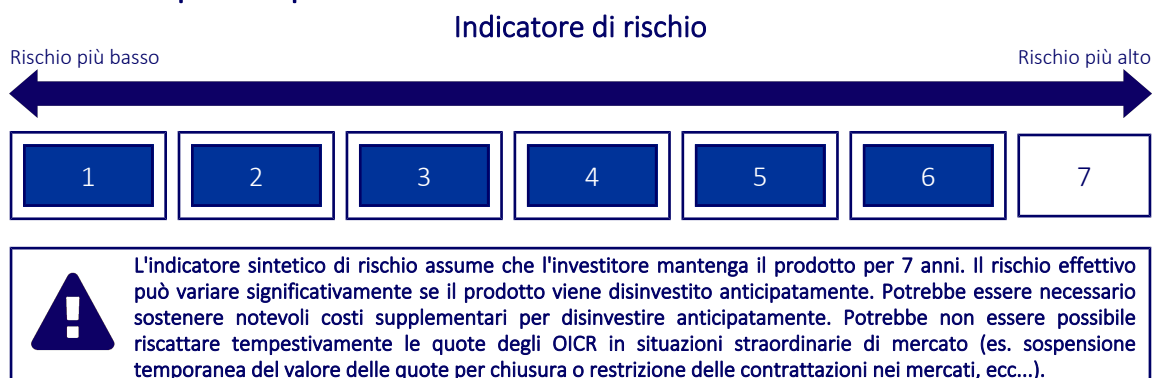 Indicatore di rischio
Rischio più basso Rischio più alto
1 2 3 4 5 6 7
L'indicatore sintetico di rischio assume che l'investitore mantenga il prodotto per 7 anni. Il rischio effettivo
può variare significativamente se il prodotto viene disinvestito anticipatamente. Potrebbe essere necessario
sostenere notevoli costi supplementari per disinvestire anticipatamente. Potrebbe non essere possibile
riscattare tempestivamente le quote degli OICR in situazioni straordinarie di mercato (es. sospensione
temporanea del valore delle quote per chiusura o restrizione delle contrattazioni nei mercati, ecc...).